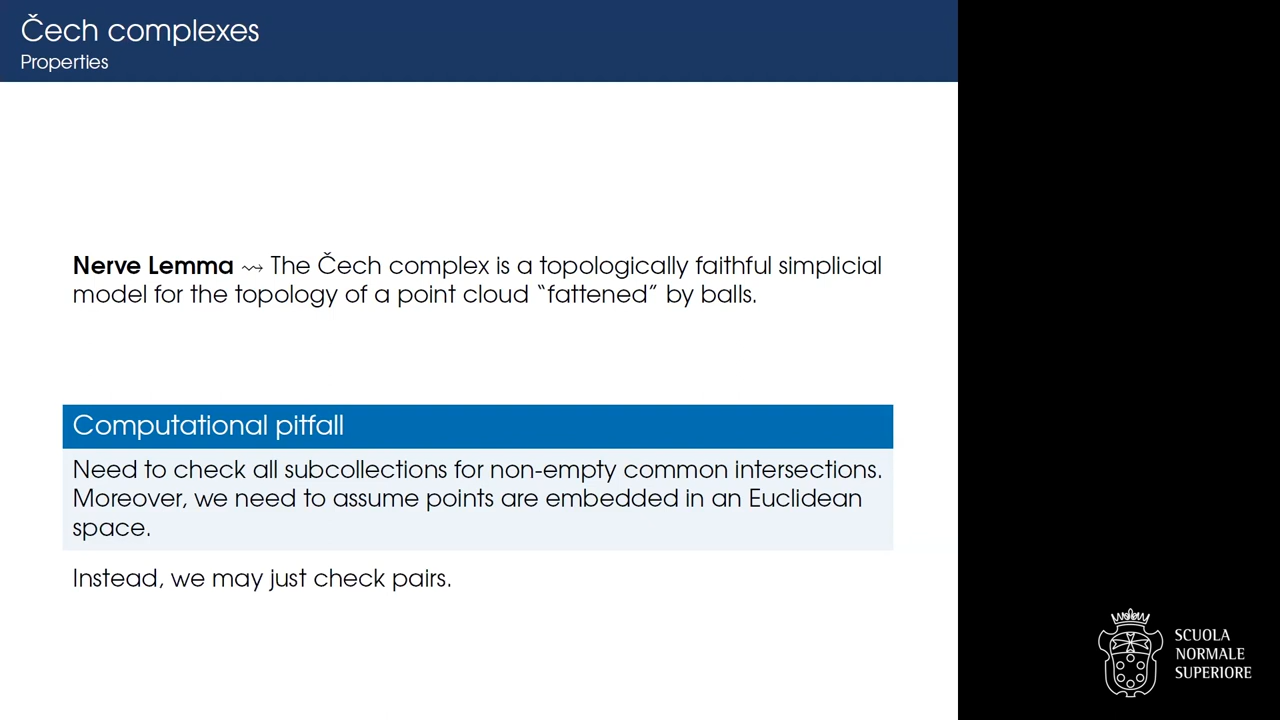 Čech complexes
Properties
Nerve Lemma ⇝ The Čech complex is a topologically faithful simplicial
model for the topology of a point cloud “fattened” by balls.
Computational pitfall
Need to check all subcollections for non-empty common intersections.
Moreover, we need to assume points are embedded in an Euclidean
space.
Instead, we may just check pairs.
SCUOLA
NORMALE
SUPERIORE